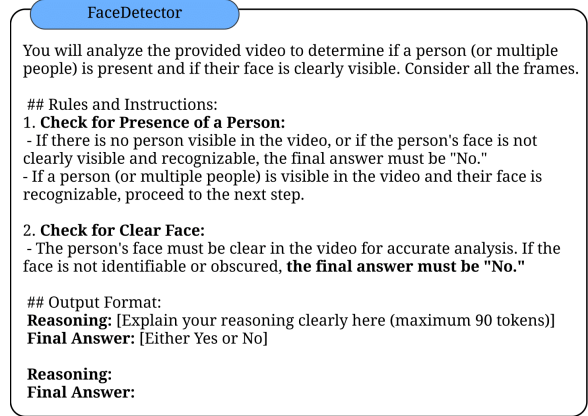 FaceDetector
You will analyze the provided video to determine if a person (or multiple
people) is present and if their face is clearly visible. Consider all the frames.
## Rules and Instructions:
1. Check for Presence of a Person:
- If there is no person visible in the video, or if the person's face is not
clearly visible and recognizable, the final answer must be "No."
- If a person (or multiple people) is visible in the video and their face is
recognizable, proceed to the next step.
2. Check for Clear Face:
- The person's face must be clear in the video for accurate analysis. If the
face is not identifiable or obscured, the final answer must be "No."
## Output Format:
Reasoning: [Explain your reasoning clearly here (maximum 90 tokens)]
Final Answer: [Either Yes or No]
Reasoning:
Final Answer: